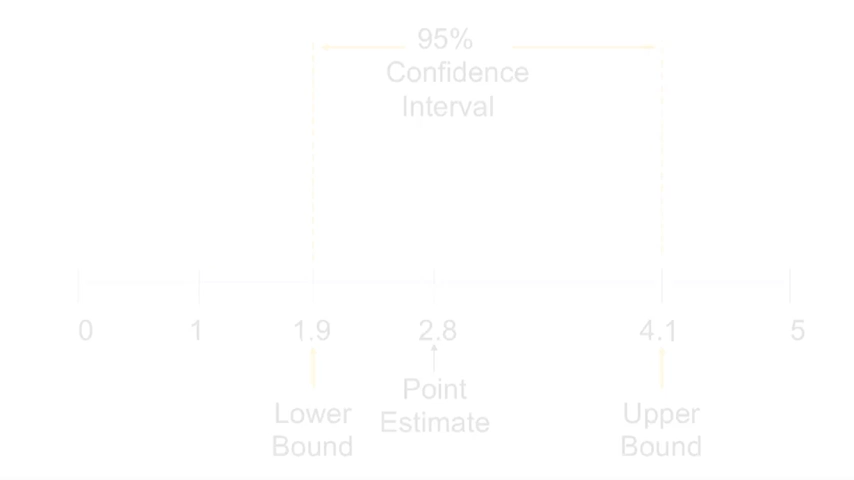 95%
Confidence
Interval
0 1 1.9 2.8 4.1 5
Point
Estimate
Lower
Bound
Upper
Bound